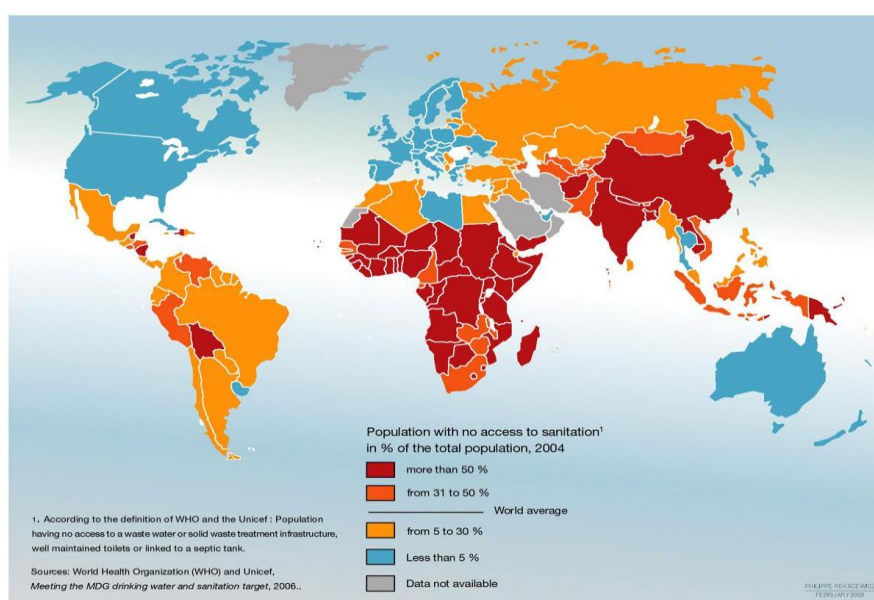 Population with no access to sanitation¹
in % of the total population, 2004
more than 50 %
from 31 to 50 %
World average
from 5 to 30 %
Less than 5 %
Data not available
1. According to the definition of WHO and the Unicef : Population
having no access to a waste water or solid waste treatment infrastructure,
well maintained toilets or linked to a septic tank.
Sources: World Health Organization (WHO) and Unicef,
Meeting the MDG drinking water and sanitation target, 2006..
PHILIPPE REKACEWICZ
FEBRUARY 2002